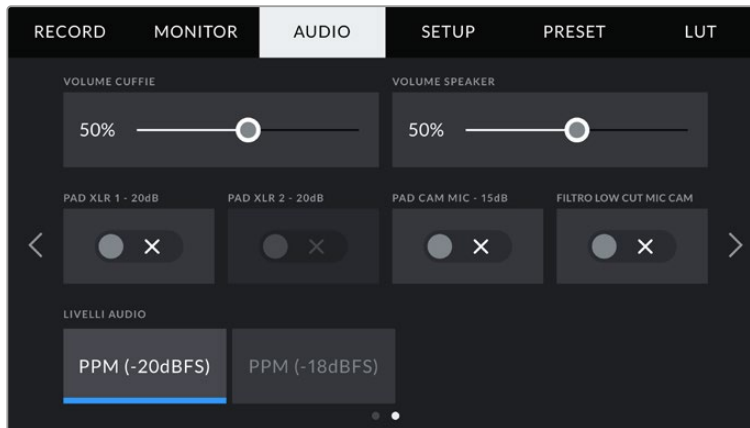 RECORD MONITOR AUDIO SETUP PRESET LUT
VOLUME CUFFIE VOLUME SPEAKER
50% 50%
PAD XLR 1 - 20dB PAD XLR 2 - 20dB PAD CAM MIC - 15dB FILTRO LOW CUT MIC CAM
LIVELLI AUDIO
PPM (-20dBFS) PPM (-18dBFS)